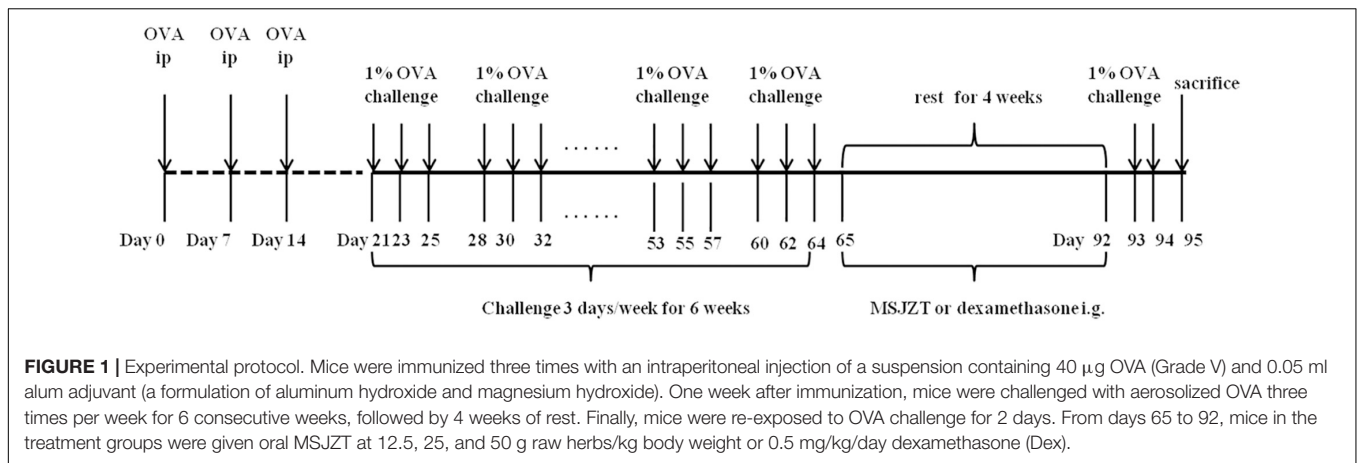 OVA ip OVA ip OVA ip
1% OVA challenge 1% OVA challenge 1% OVA challenge 1% OVA challenge rest for 4 weeks 1% OVA challenge sacrifice
......
......
Day 0 Day 7 Day 14 Day 21 23 25 28 30 32 53 55 57 60 62 64 65 Day 92 93 94 95
Challenge 3 days/week for 6 weeks MSJZT or dexamethasone i.g.
FIGURE 1 | Experimental protocol. Mice were immunized three times with an intraperitoneal injection of a suspension containing 40 μg OVA (Grade V) and 0.05 ml
alum adjuvant (a formulation of aluminum hydroxide and magnesium hydroxide). One week after immunization, mice were challenged with aerosolized OVA three
times per week for 6 consecutive weeks, followed by 4 weeks of rest. Finally, mice were re-exposed to OVA challenge for 2 days. From days 65 to 92, mice in the
treatment groups were given oral MSJZT at 12.5, 25, and 50 g raw herbs/kg body weight or 0.5 mg/kg/day dexamethasone (Dex).